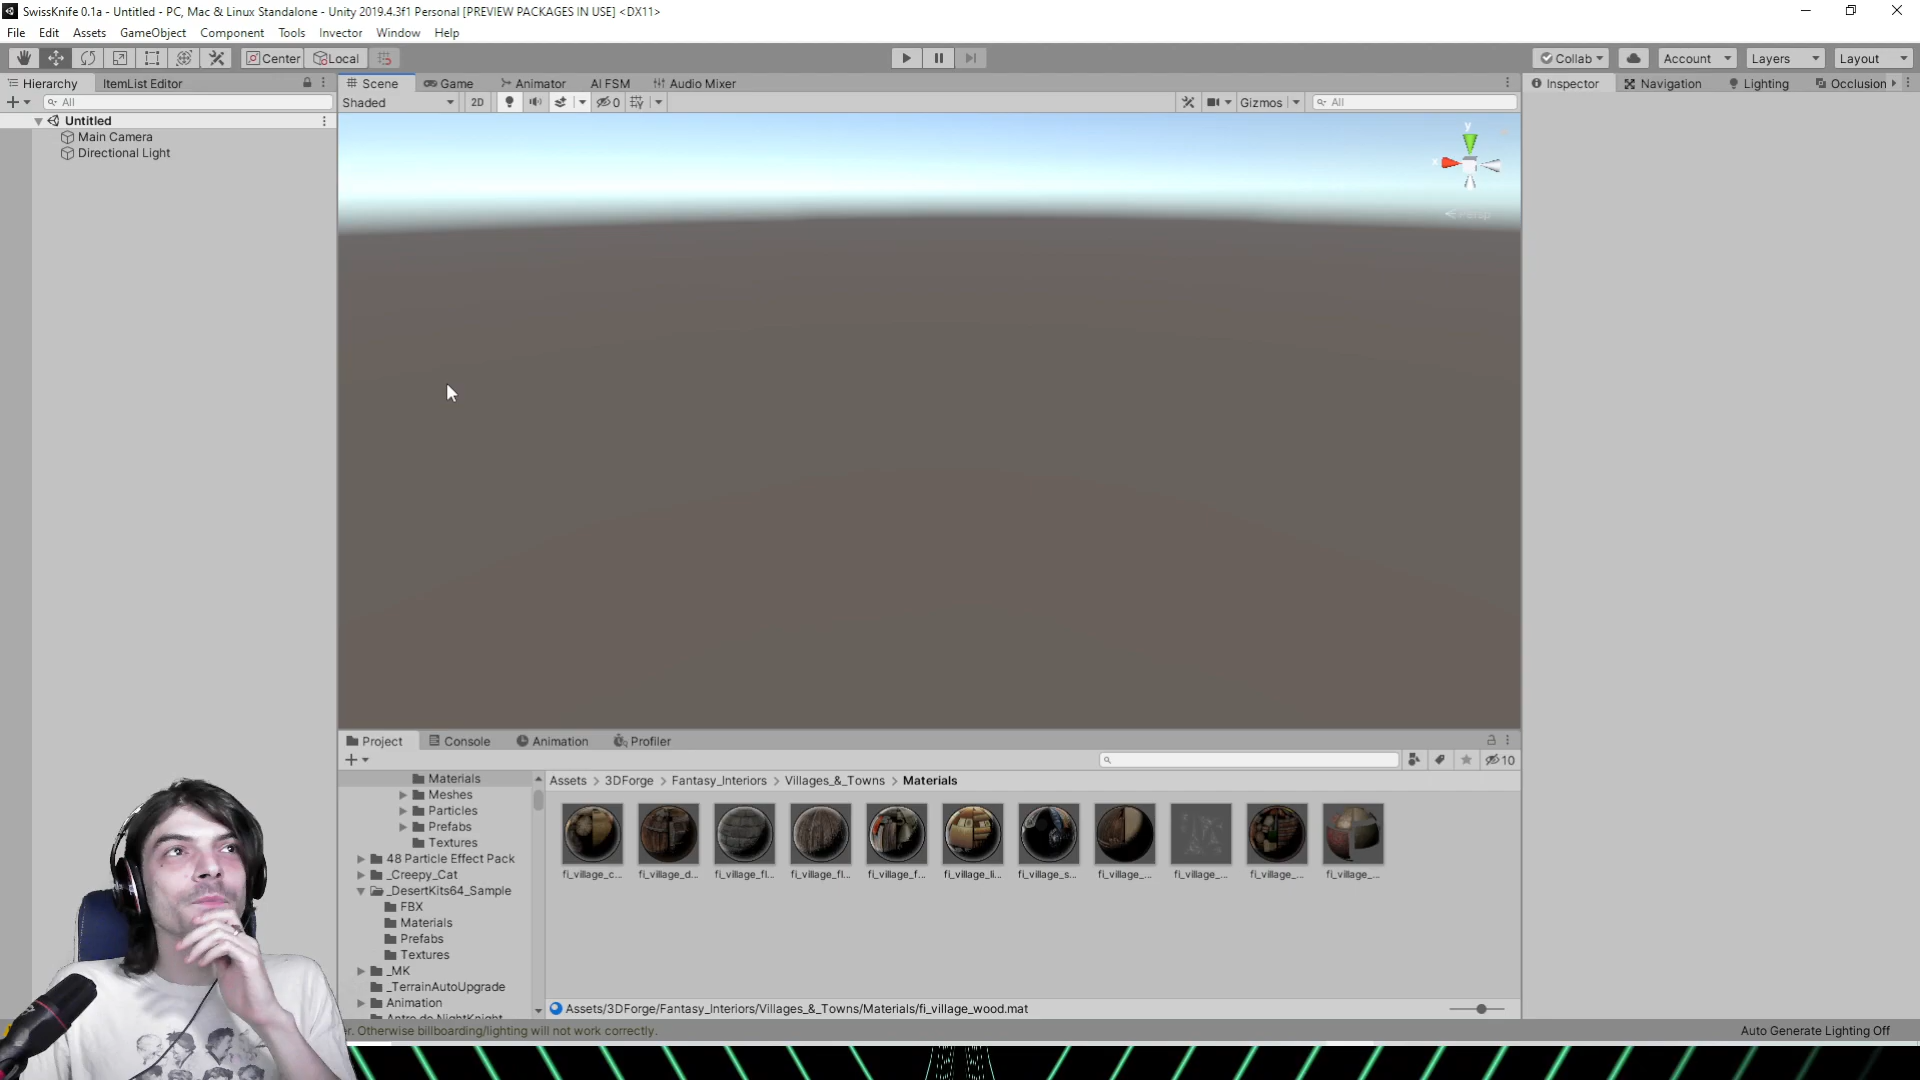 SwissKnife 0.1a - Untitled - PC, Mac & Linux Standalone - Unity 2019.4.3f1 Personal [PREVIEW PACKAGES IN USE] <DX11>
File Edit Assets GameObject Component Tools Invector Window Help
Center Local Collab Account Layers Layout
Hierarchy ItemList Editor Scene Game Animator AI FSM Audio Mixer Inspector Navigation Lighting Occlusion
All Shaded 2D 0 Gizmos All
Untitled
Main Camera
Directional Light
y
x
Persp
Project Console Animation Profiler
10
Materials
Meshes
Particles
Prefabs
Textures
48 Particle Effect Pack
_Creepy_Cat
_DesertKits64_Sample
FBX
Materials
Prefabs
Textures
_MK
_TerrainAutoUpgrade
Animation
Assets > 3DForge > Fantasy_Interiors > Villages_&_Towns > Materials
fi_village_c... fi_village_d... fi_village_fl... fi_village_fl... fi_village_f... fi_village_li... fi_village_s... fi_village_... fi_village_... fi_village_... fi_village_...
Assets/3DForge/Fantasy_Interiors/Villages_&_Towns/Materials/fi_village_wood.mat
r. Otherwise billboarding/lighting will not work correctly.
Auto Generate Lighting Off